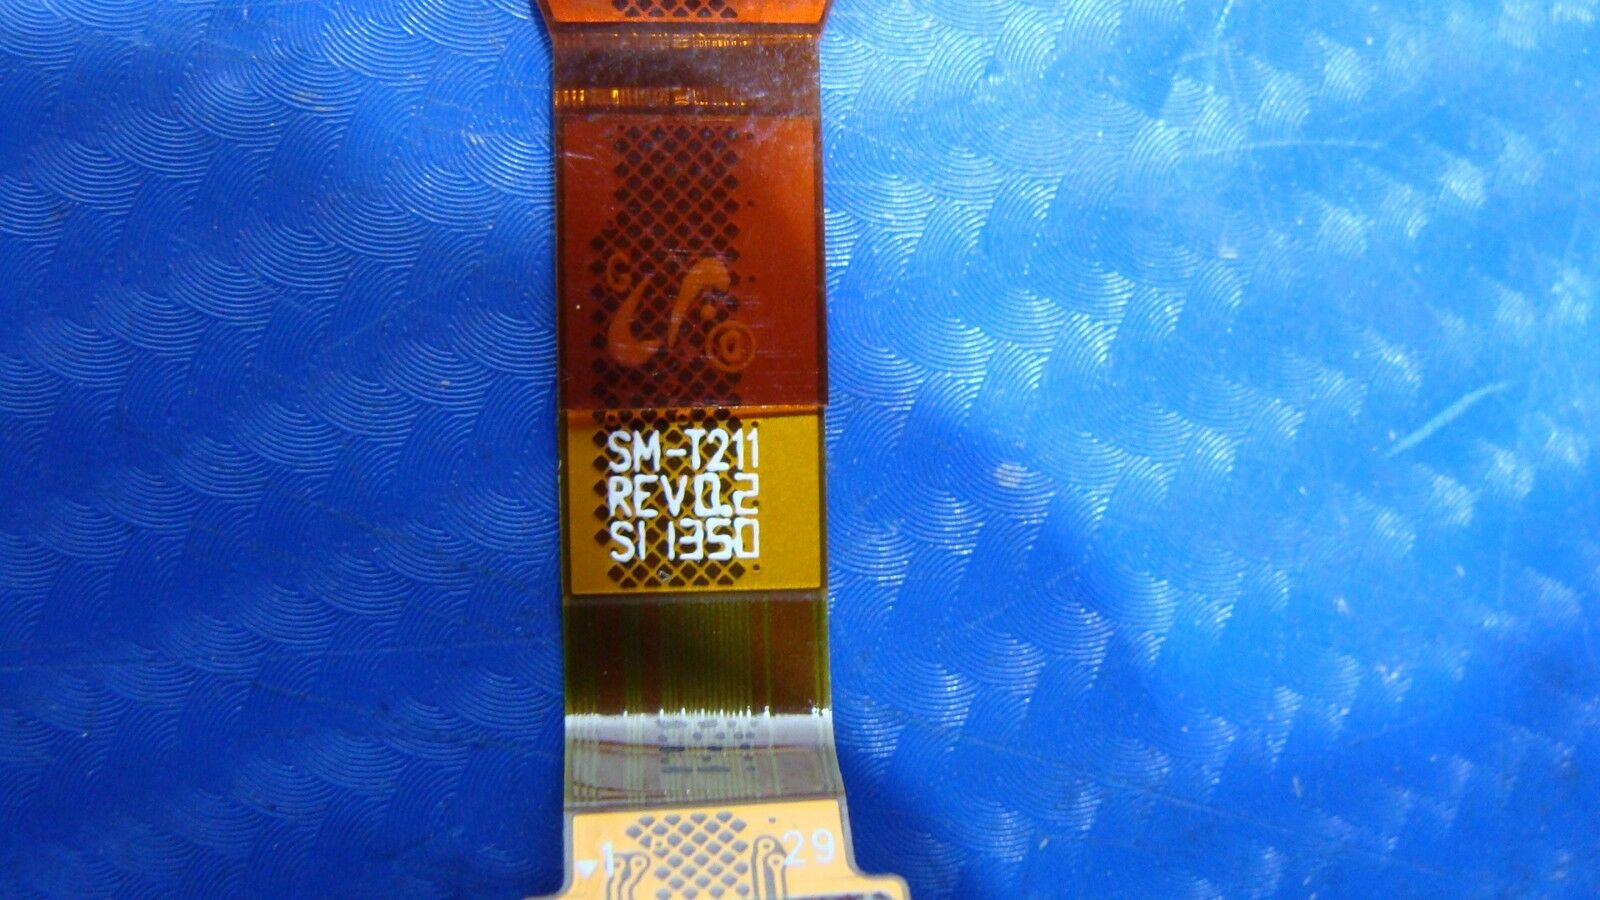 G
SM-T211
REV0.2
SI 1350
1 29